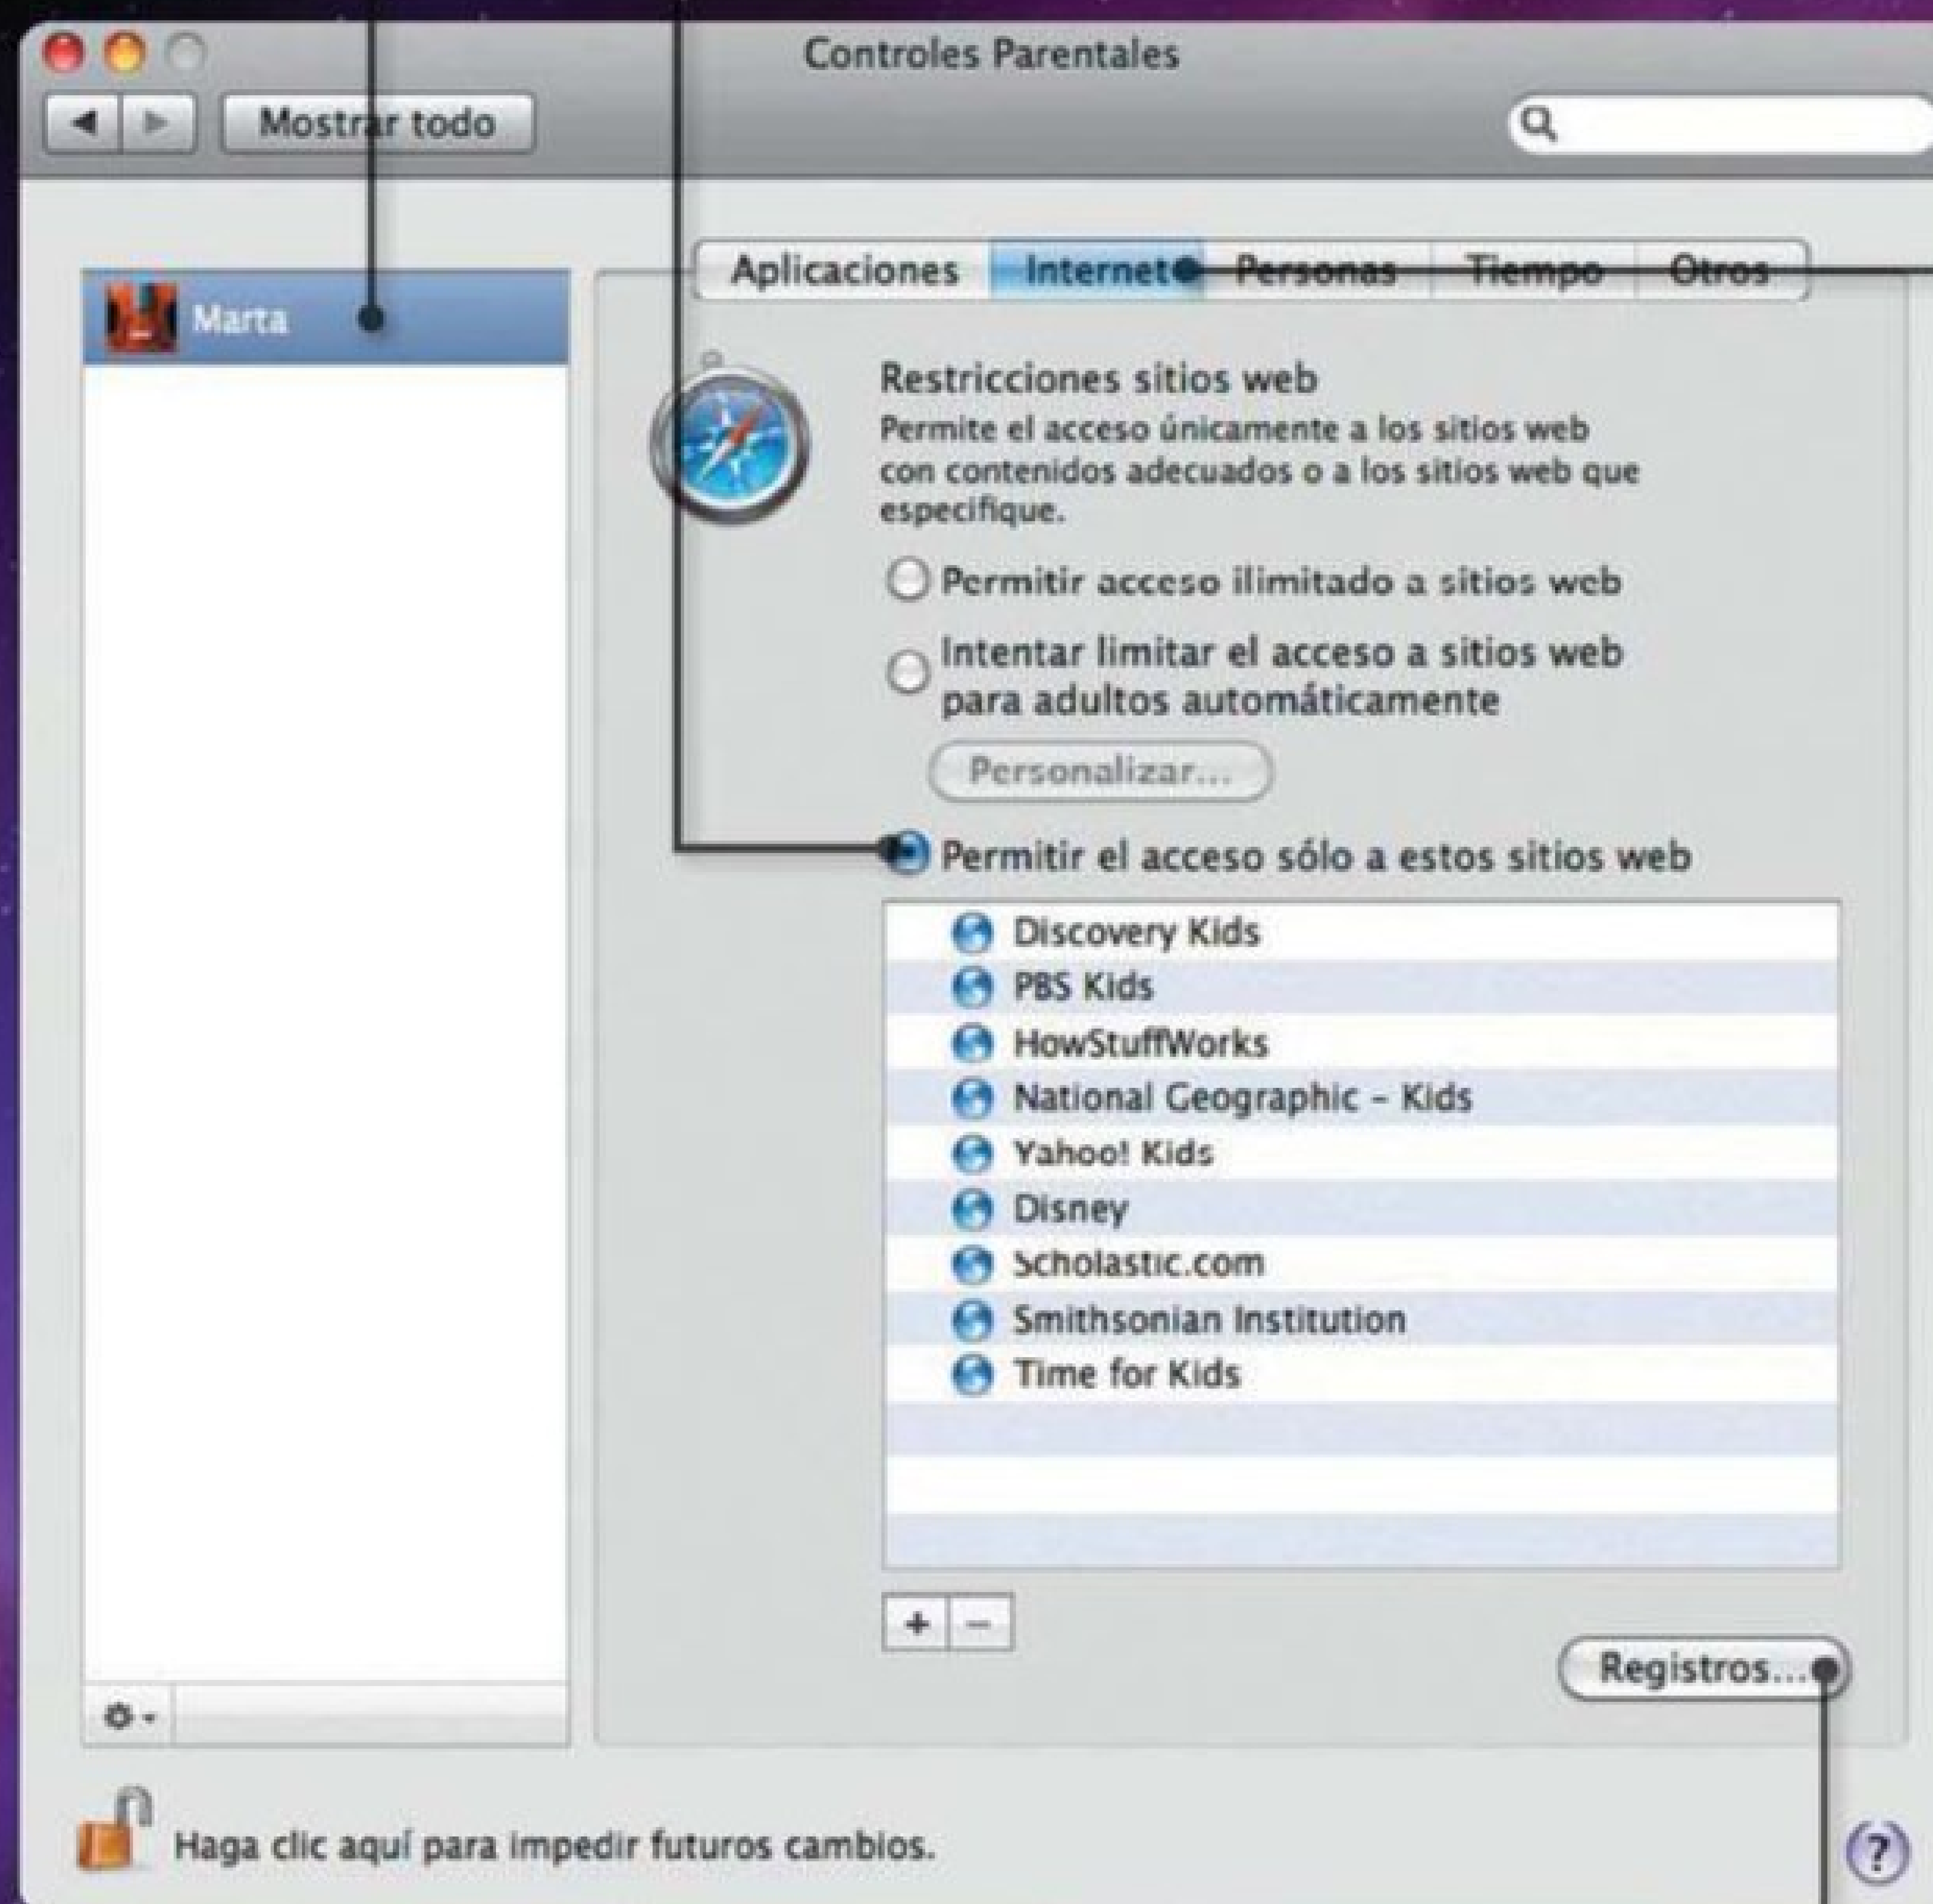 Controles Parentales
Mostrar todo
Marta
Aplicaciones Internet Personas Tiempo Otros
Restricciones sitios web
Permite el acceso únicamente a los sitios web
con contenidos adecuados o a los sitios web que
especifique.
Permitir acceso ilimitado a sitios web
Intentar limitar el acceso a sitios web
para adultos automáticamente
Personalizar...
Permitir el acceso sólo a estos sitios web
Discovery Kids
PBS Kids
HowStuffWorks
National Geographic – Kids
Yahoo! Kids
Disney
Scholastic.com
Smithsonian Institution
Time for Kids
+ −
Registros...
Haga clic aquí para impedir futuros cambios.
?